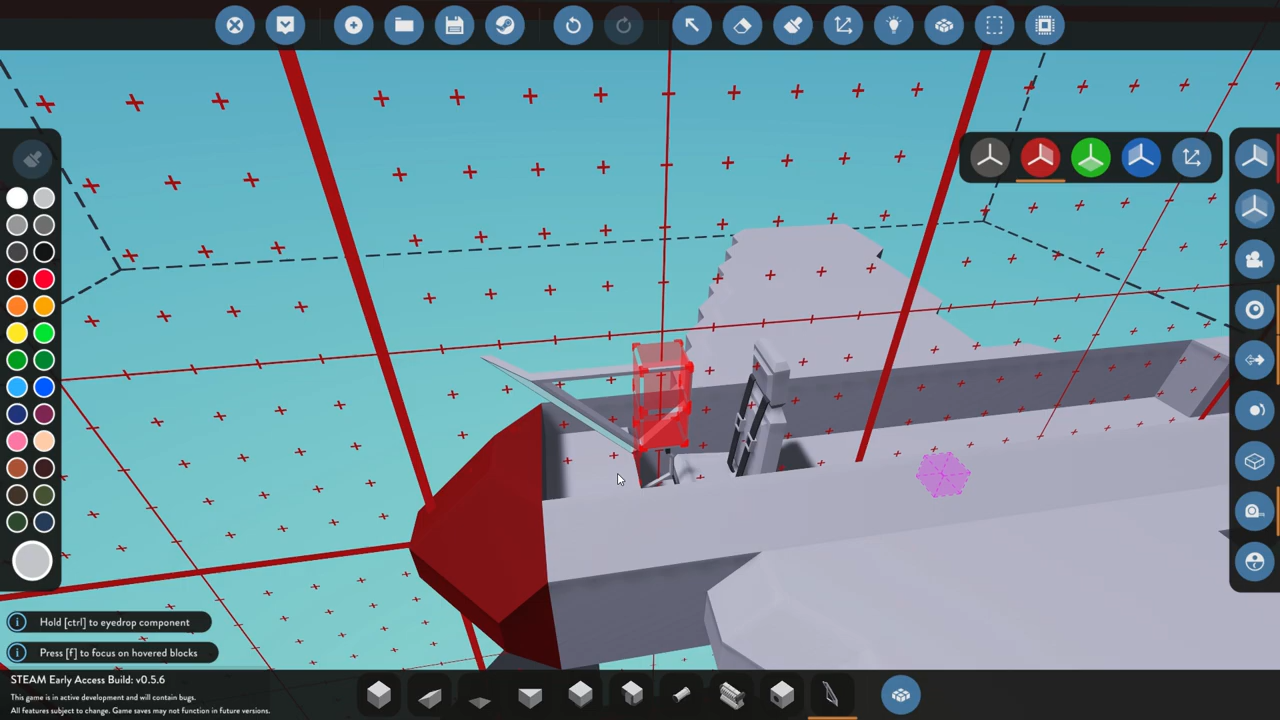 Hold [ctrl] to eyedrop component
Press [f] to focus on hovered blocks
STEAM Early Access Build: v0.5.6
This game is in active development and will contain bugs.
All features subject to change. Game saves may not function in future versions.